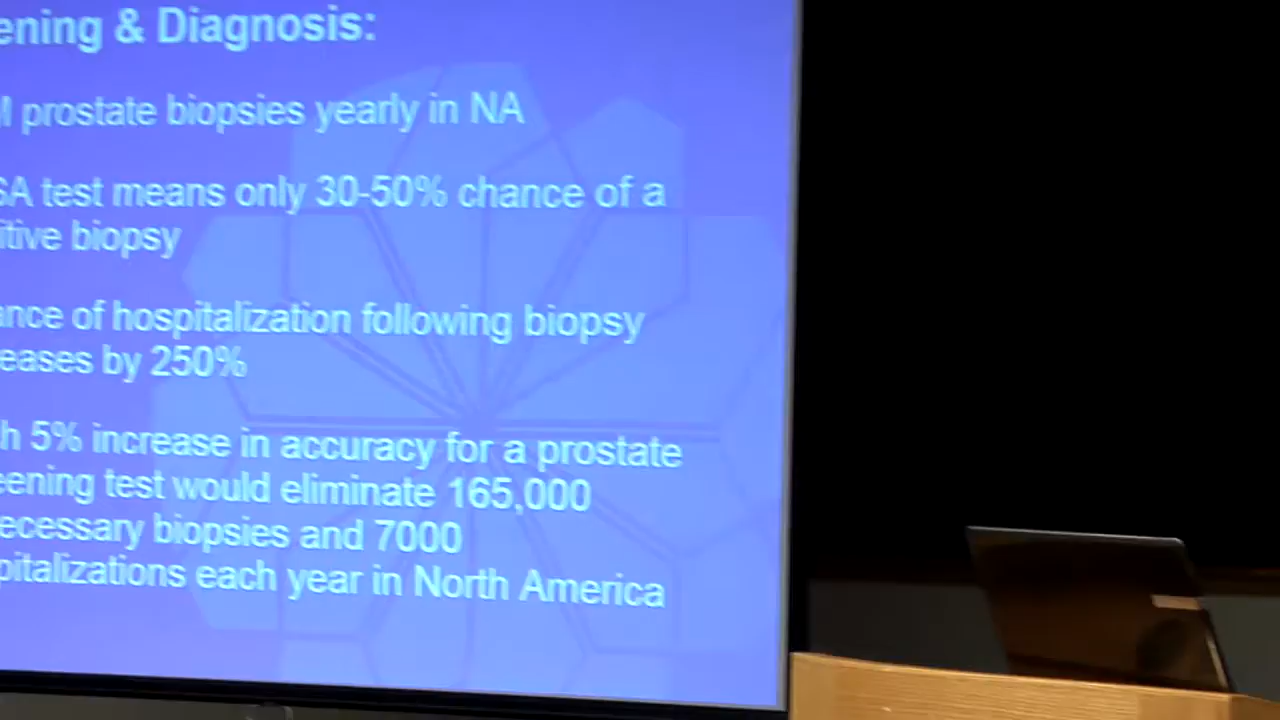 ening & Diagnosis:
M prostate biopsies yearly in NA
SA test means only 30-50% chance of a
itive biopsy
ance of hospitalization following biopsy
eases by 250%
h 5% increase in accuracy for a prostate
eening test would eliminate 165,000
ecessary biopsies and 7000
pitalizations each year in North America